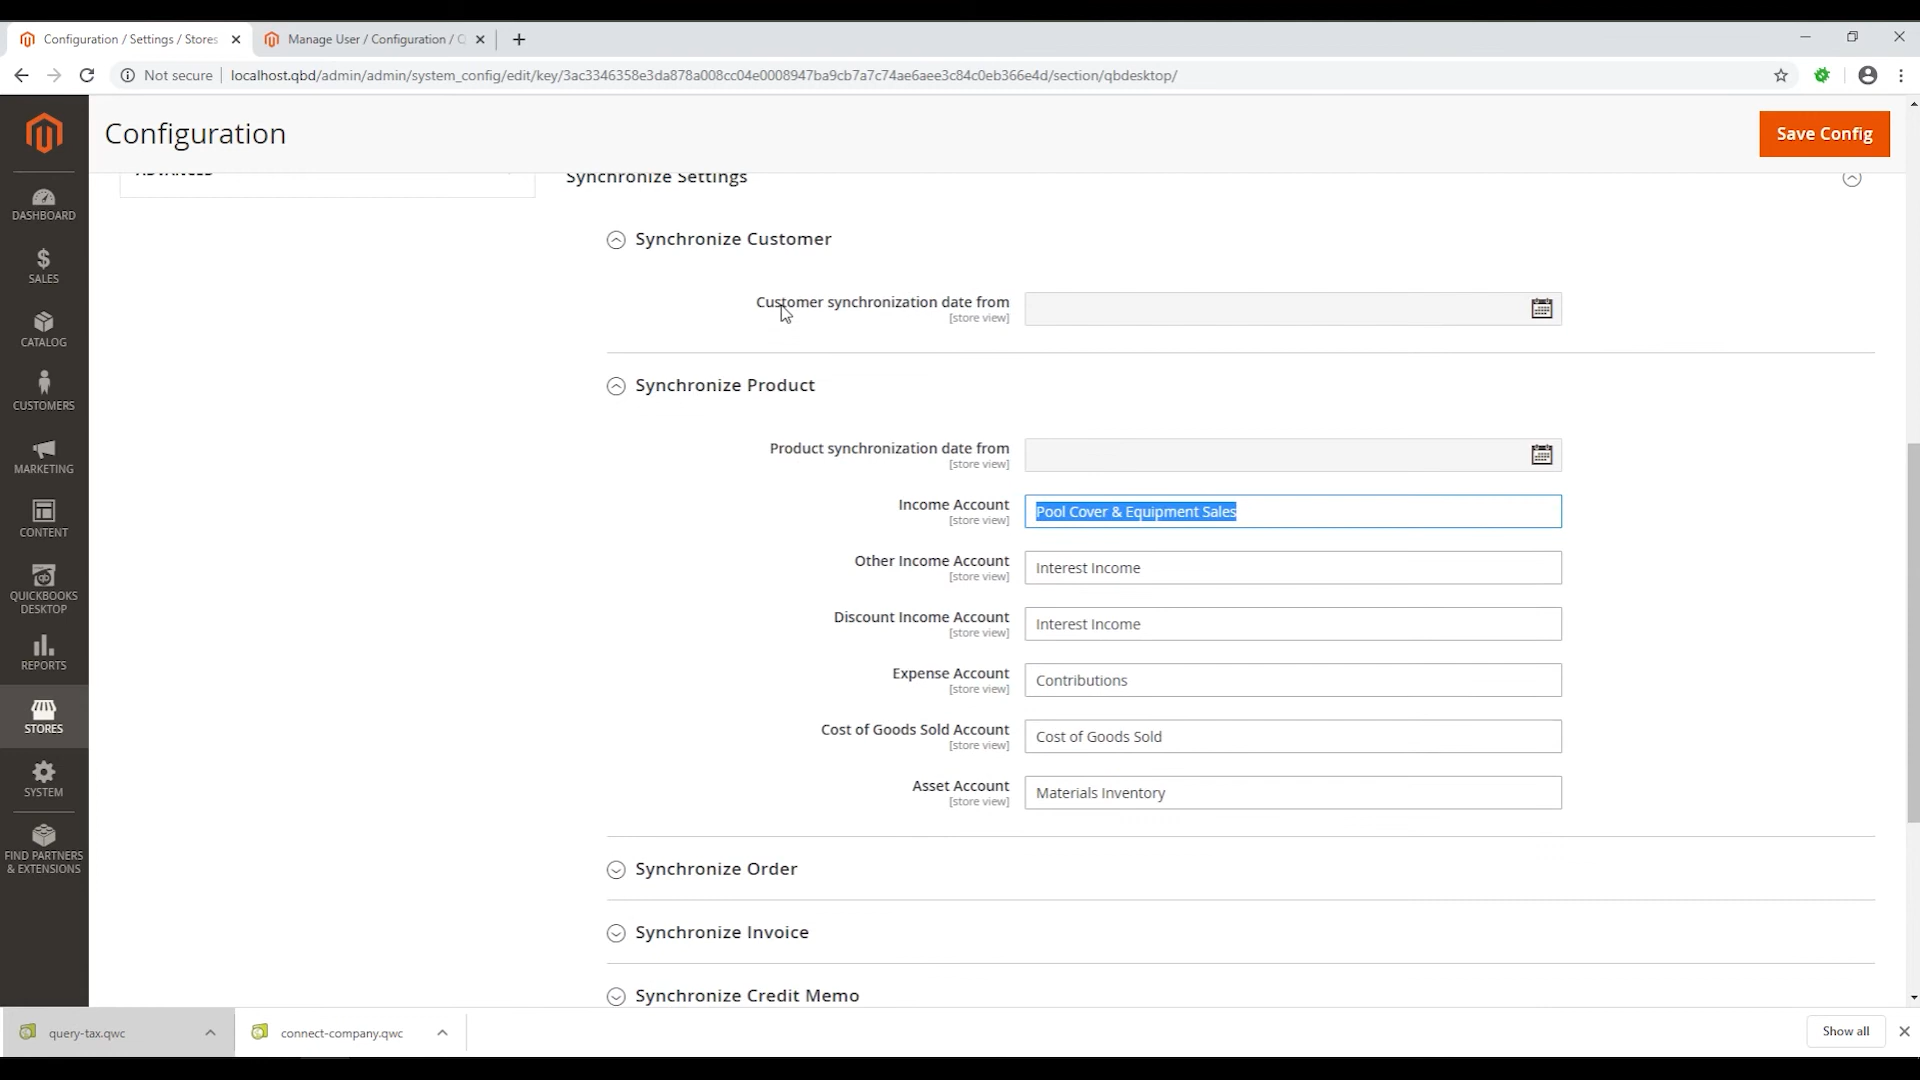 Configuration / Settings / Stores
Manage User / Configuration / C
Not secure
localhost.qbd/admin/admin/system_config/edit/key/3ac3346358e3da878a008cc04e0008947ba9cb7a7c74ae6aee3c84c0eb366e4d/section/qbdesktop/
Configuration
Save Config
DASHBOARD
SALES
CATALOG
CUSTOMERS
MARKETING
CONTENT
QUICKBOOKS
DESKTOP
REPORTS
STORES
SYSTEM
FIND PARTNERS
& EXTENSIONS
ADVANCED
Synchronize Settings
Synchronize Customer
Customer synchronization date from
[store view]
Synchronize Product
Product synchronization date from
[store view]
Income Account
[store view]
Pool Cover & Equipment Sales
Other Income Account
[store view]
Interest Income
Discount Income Account
[store view]
Interest Income
Expense Account
[store view]
Contributions
Cost of Goods Sold Account
[store view]
Cost of Goods Sold
Asset Account
[store view]
Materials Inventory
Synchronize Order
Synchronize Invoice
Synchronize Credit Memo
query-tax.qwc
connect-company.qwc
Show all